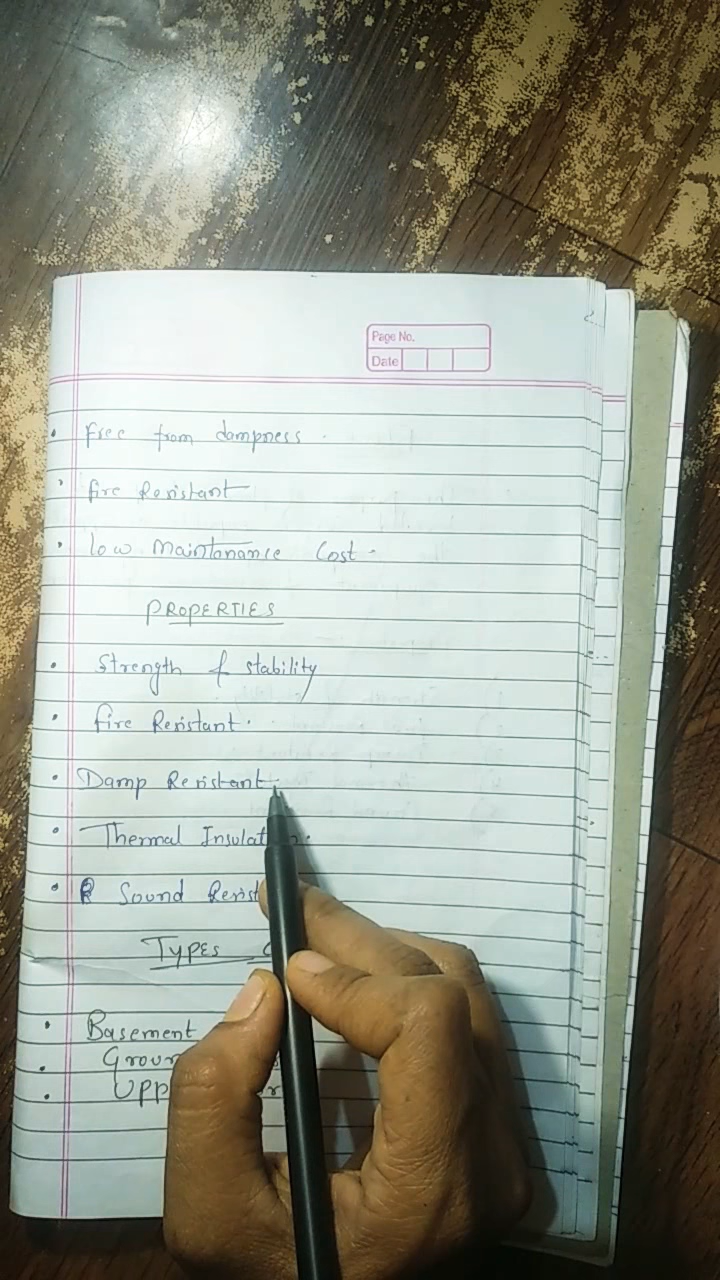 Page No.
Date
• Free from dampness.
• fire Resistant
• Low Maintanance Cost.
PROPERTIES
• Strength & stability
• fire Resistant.
• Damp Resistant.
• Thermal
• Sound
TYPES
• Basement
•
•